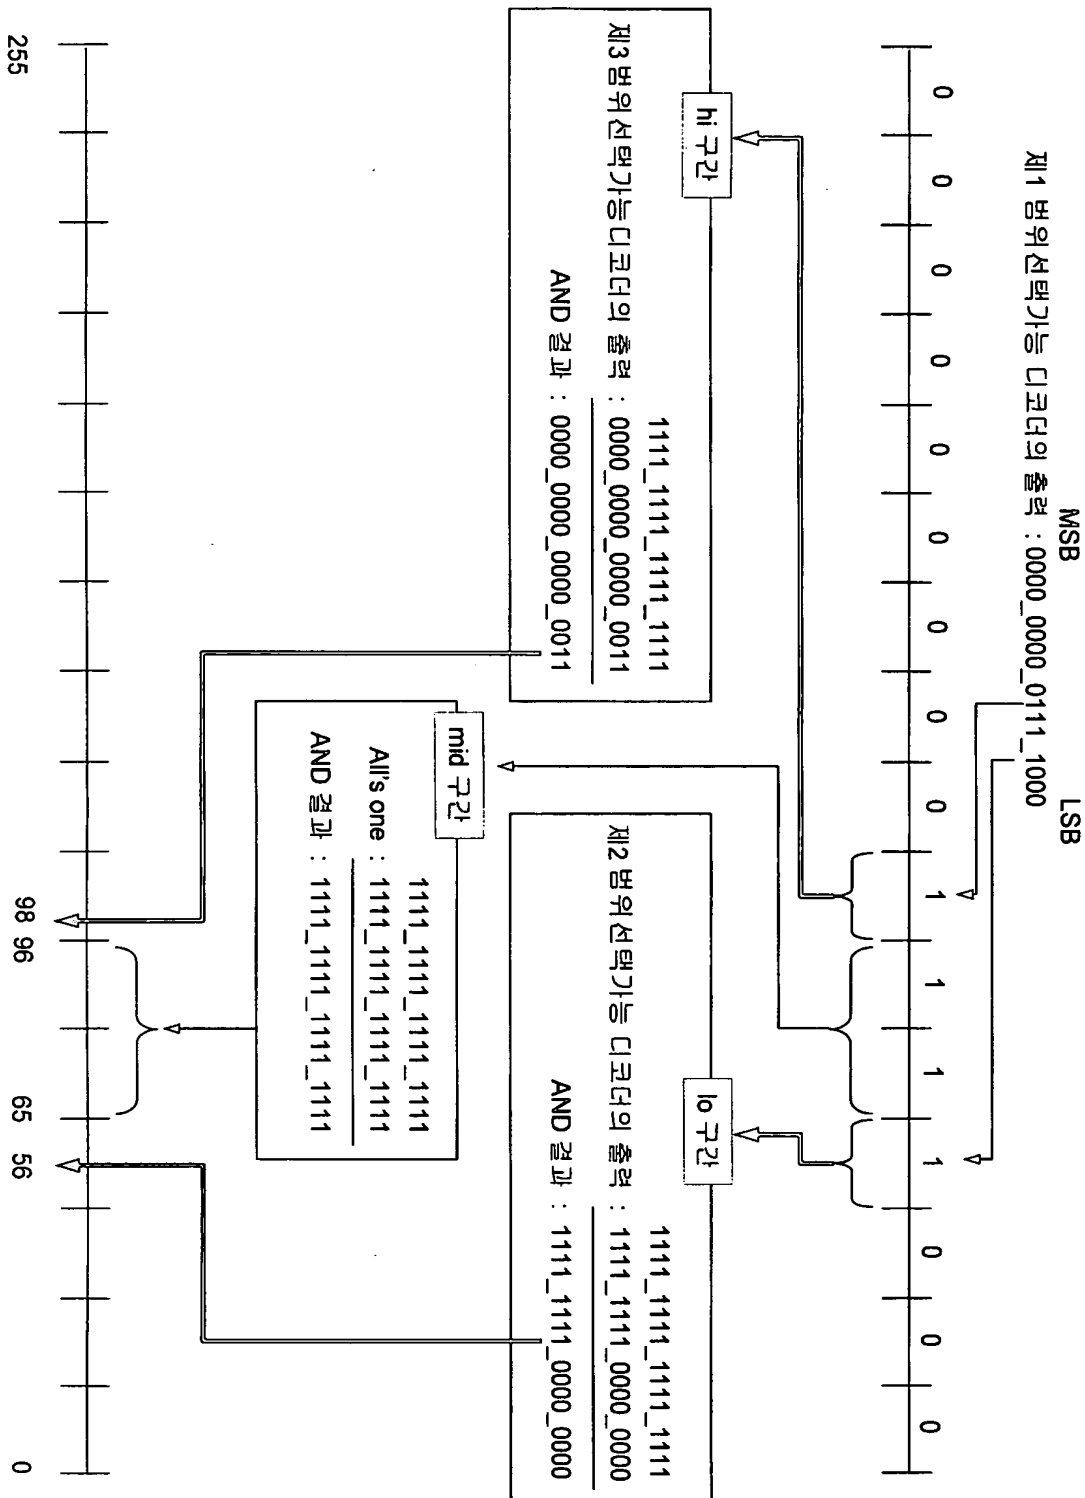 MSB LSB
제1 범위선택가능 디코더의 출력 : 0000_0000_0111_1000
0 0 0 0 0 0 0 0 0 1 1 1 1 0 0 0
hi 구간
1111_1111_1111_1111
제3 범위선택가능디코더의 출력 : 0000_0000_0000_0011
AND 결과 : 0000_0000_0000_0011
lo 구간
1111_1111_1111_1111
제2 범위선택가능 디코더의 출력 : 1111_1111_0000_0000
AND 결과 : 1111_1111_0000_0000
mid 구간
1111_1111_1111_1111
All's one : 1111_1111_1111_1111
AND 결과 : 1111_1111_1111_1111
255 98 96 65 56 0